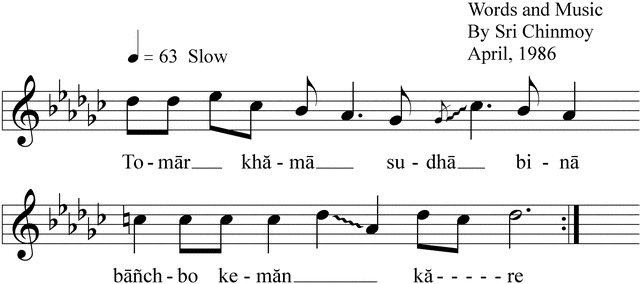 Words and Music
By Sri Chinmoy
April, 1986
= 63 Slow
To - mār khă - mā su - dhā bi - nā
bāñch - bo ke - măn kă - - - - - re